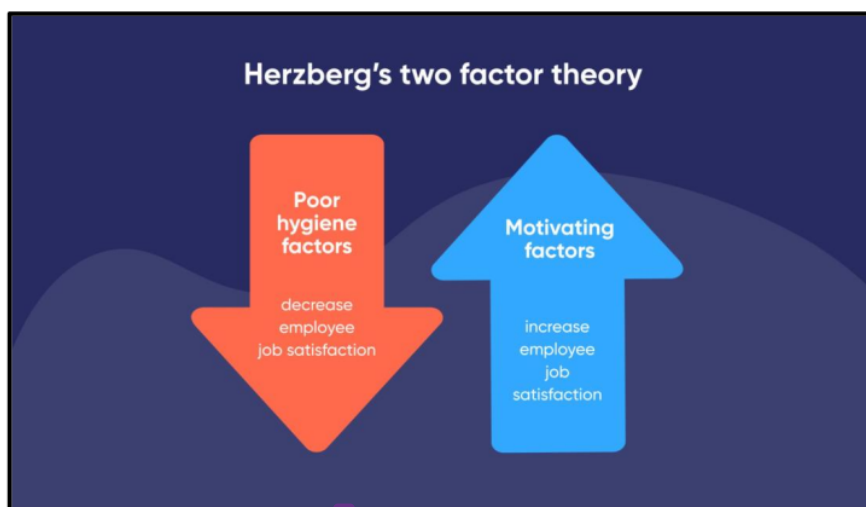 Herzberg's two factor theory
Poor
hygiene
factors
decrease
employee
job satisfaction
Motivating
factors
increase
employee
job
satisfaction